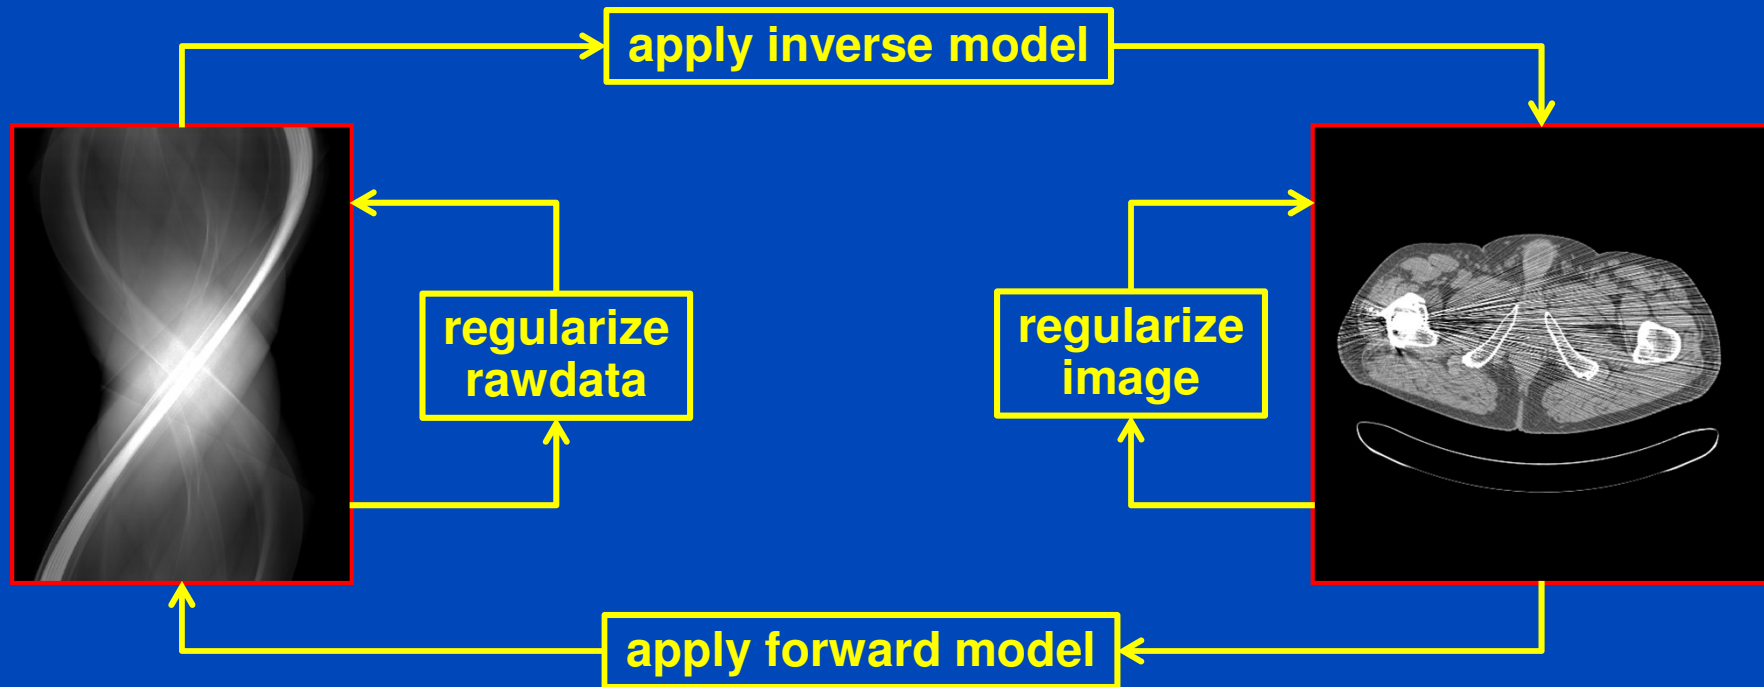 apply inverse model
regularize
rawdata
regularize
image
apply forward model